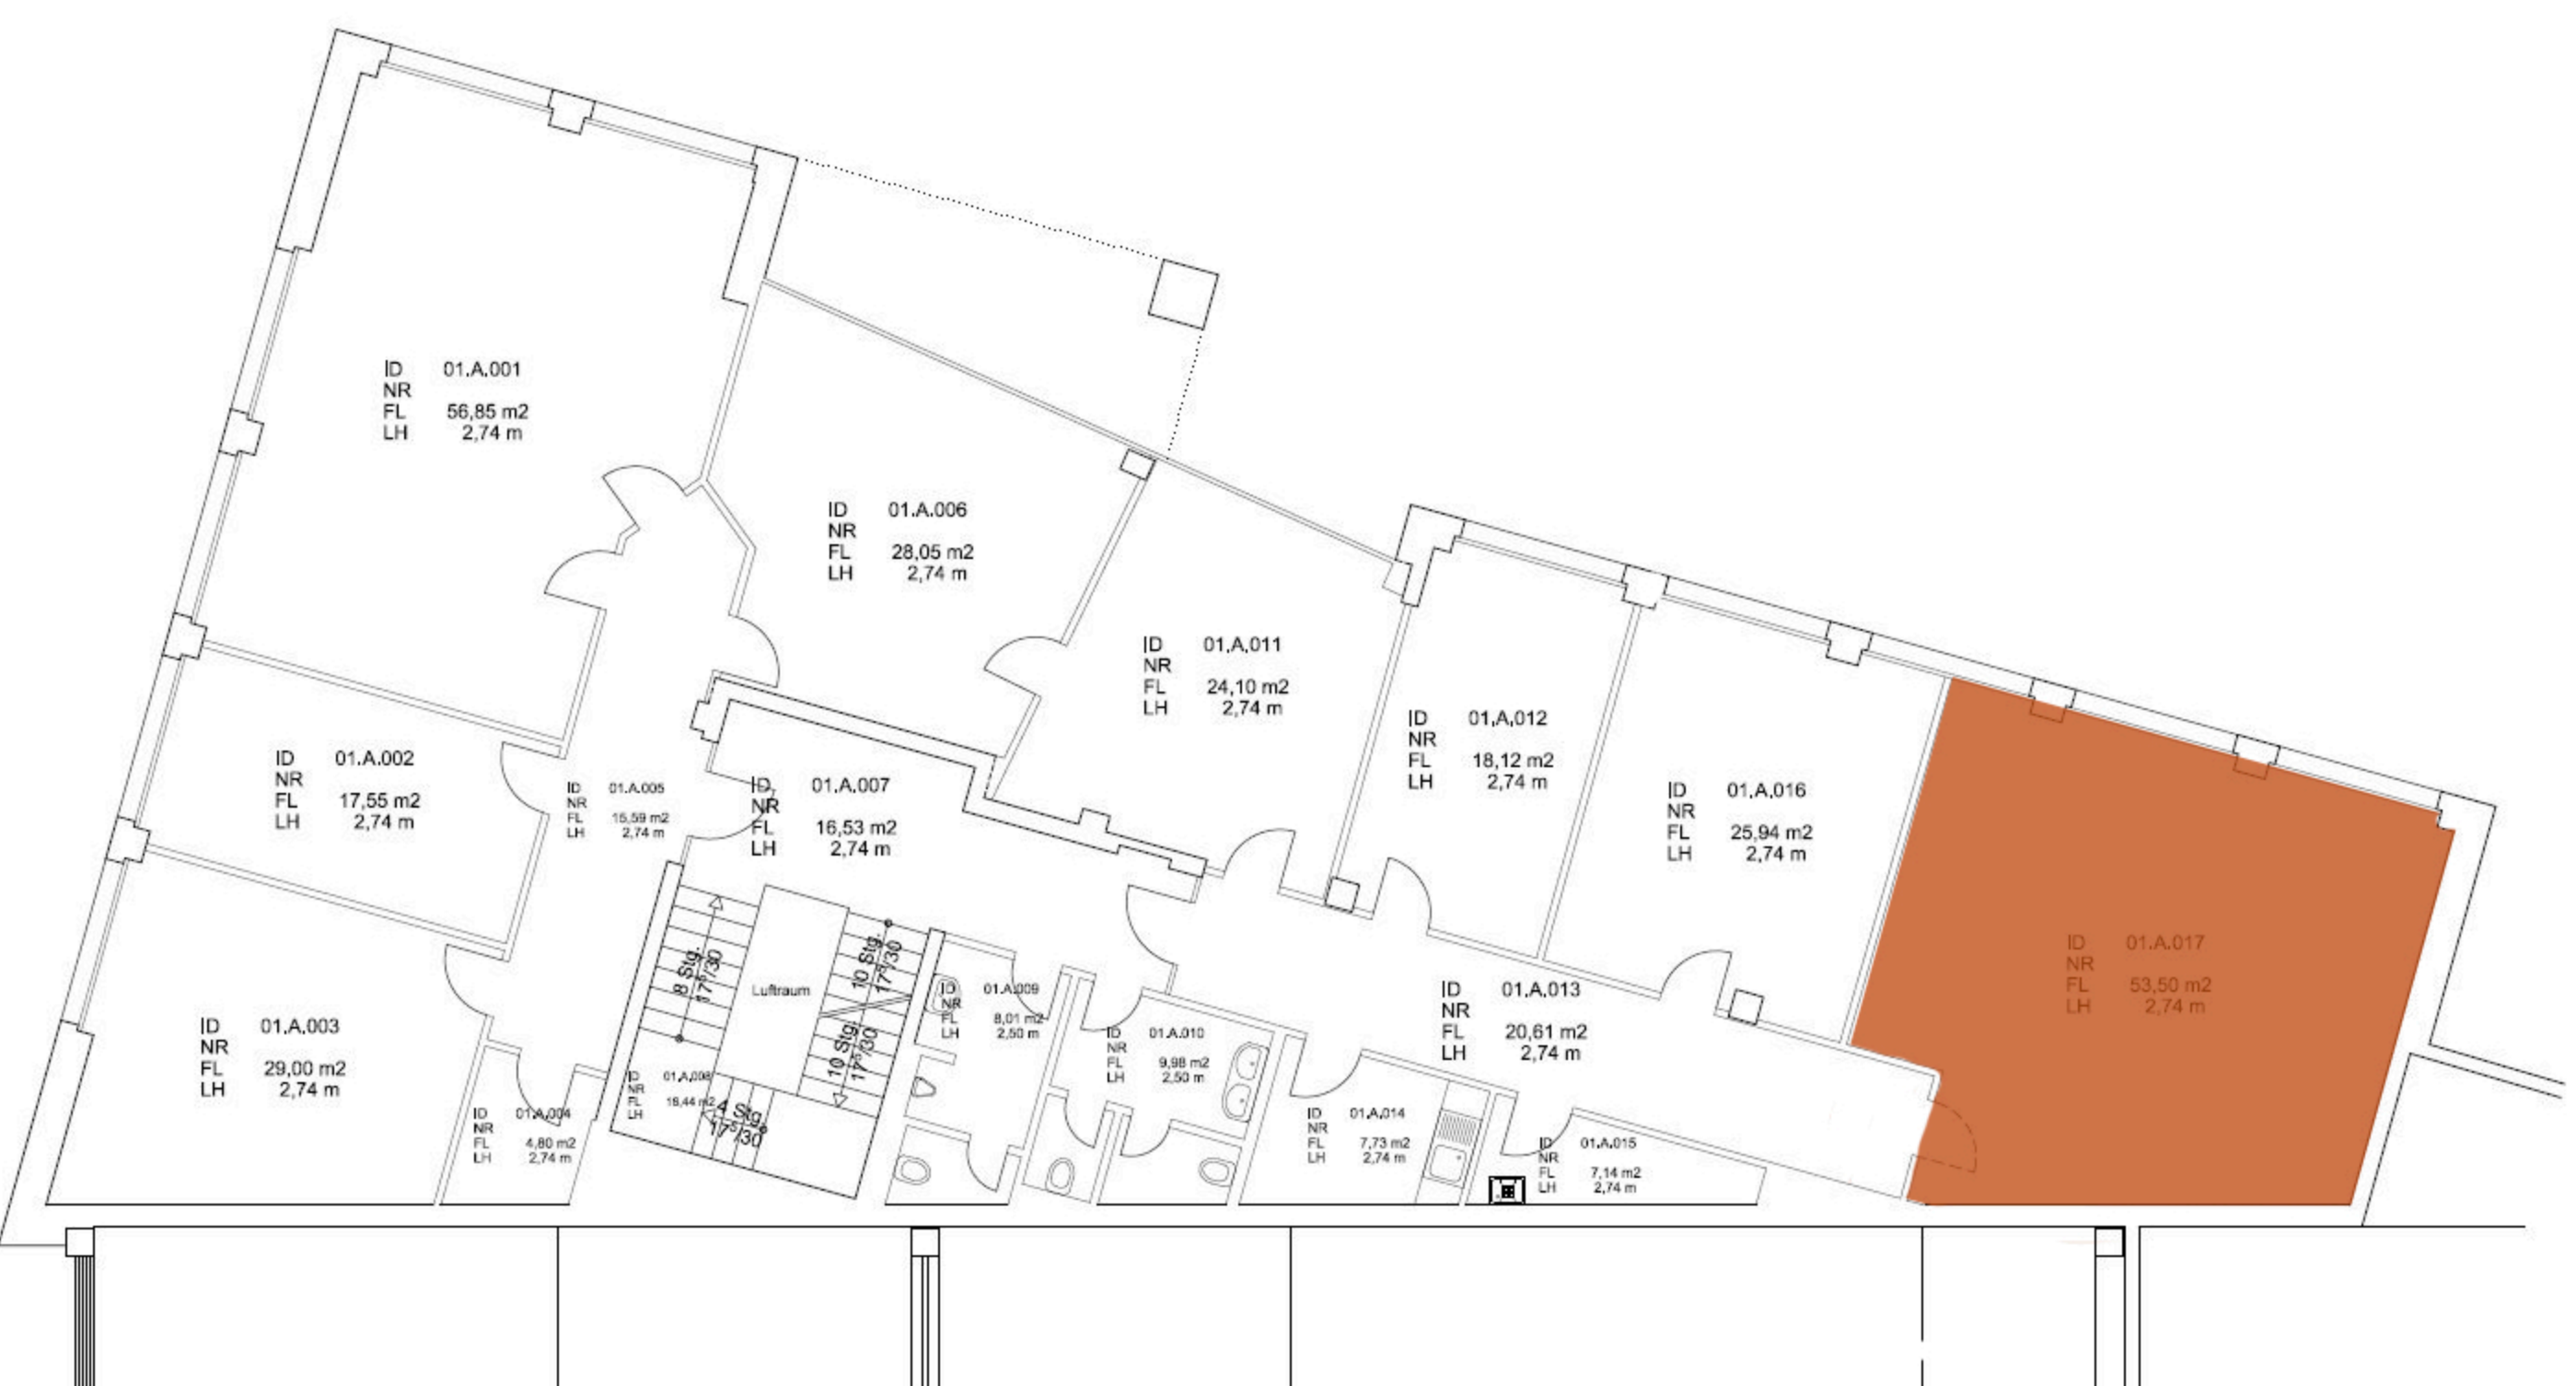 ID 01.A.001
NR
FL 56,85 m2
LH 2,74 m
ID 01.A.006
NR
FL 28,05 m2
LH 2,74 m
ID 01.A.011
NR
FL 24,10 m2
LH 2,74 m
ID 01.A.012
NR
FL 18,12 m2
LH 2,74 m
ID 01.A.016
NR
FL 25,94 m2
LH 2,74 m
ID 01.A.017
NR
FL 53,50 m2
LH 2,74 m
ID 01.A.002
NR
FL 17,55 m2
LH 2,74 m
ID 01.A.005
NR
FL 15,59 m2
LH 2,74 m
ID 01.A.007
NR
FL 16,53 m2
LH 2,74 m
ID 01.A.003
NR
FL 29,00 m2
LH 2,74 m
ID 01.A.004
NR
FL 4,80 m2
LH 2,74 m
8 Stg.
17⁵/30
Luftraum
10 Stg.
17⁵/30
10 Stg.
17⁵/30
ID 01.A.008
NR
FL 16,44 m2
LH
4 Stg.
17⁵/30
ID 01.A.009
NR
FL 8,01 m2
LH 2,50 m
ID 01.A.010
NR
FL 9,98 m2
LH 2,50 m
ID 01.A.013
NR
FL 20,61 m2
LH 2,74 m
ID 01.A.014
NR
FL 7,73 m2
LH 2,74 m
ID 01.A.015
NR
FL 7,14 m2
LH 2,74 m